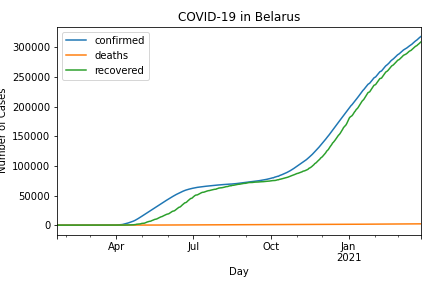 COVID-19 in Belarus
confirmed
deaths
recovered
300000
250000
200000
150000
100000
50000
0
Number of Cases
Apr
Jul
Oct
Jan
2021
Day